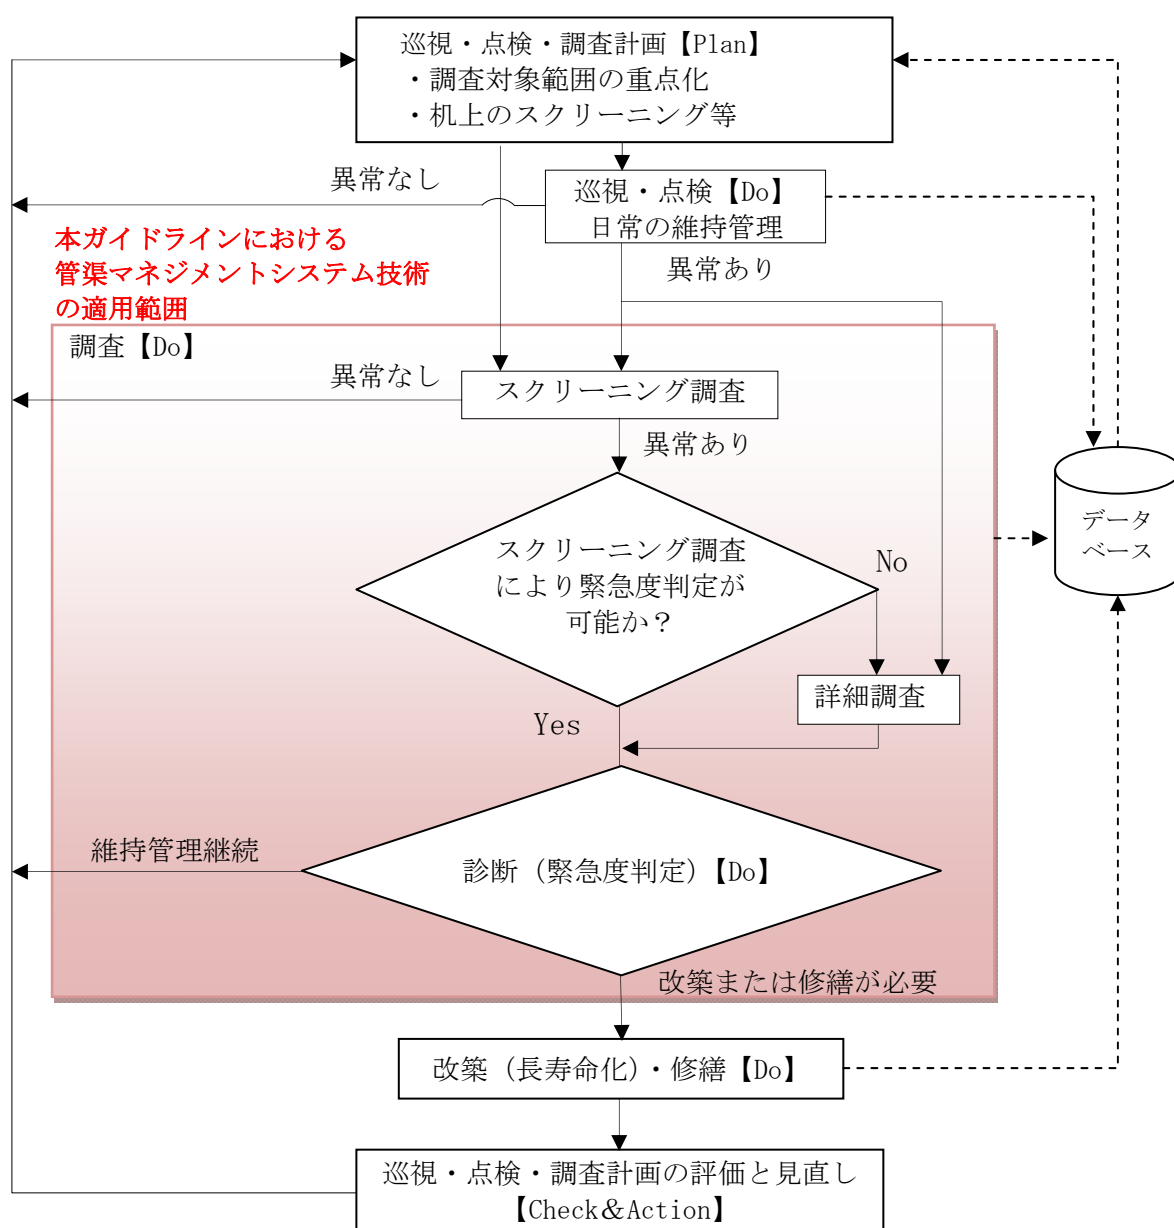 巡視・点検・調査計画【Plan】
・調査対象範囲の重点化
・机上のスクリーニング等
異常なし
巡視・点検【Do】
日常の維持管理
本ガイドラインにおける
管渠マネジメントシステム技術
の適用範囲
異常あり
調査【Do】
異常なし
スクリーニング調査
異常あり
スクリーニング調査
により緊急度判定が
可能か？
No
データ
ベース
詳細調査
Yes
維持管理継続
診断（緊急度判定）【Do】
改築または修繕が必要
改築（長寿命化）・修繕【Do】
巡視・点検・調査計画の評価と見直し
【Check＆Action】